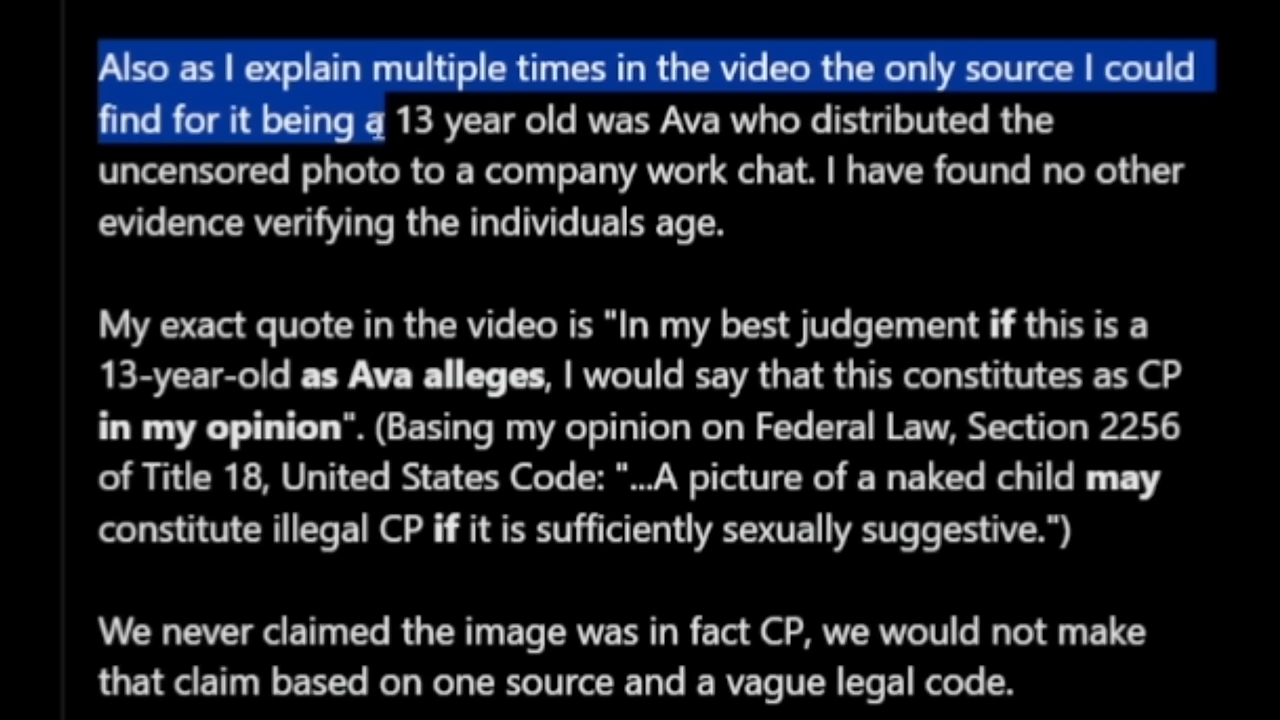 Also as I explain multiple times in the video the only source I could
find for it being a 13 year old was Ava who distributed the
uncensored photo to a company work chat. I have found no other
evidence verifying the individuals age.
My exact quote in the video is "In my best judgement if this is a
13-year-old as Ava alleges, I would say that this constitutes as CP
in my opinion". (Basing my opinion on Federal Law, Section 2256
of Title 18, United States Code: "...A picture of a naked child may
constitute illegal CP if it is sufficiently sexually suggestive.")
We never claimed the image was in fact CP, we would not make
that claim based on one source and a vague legal code.